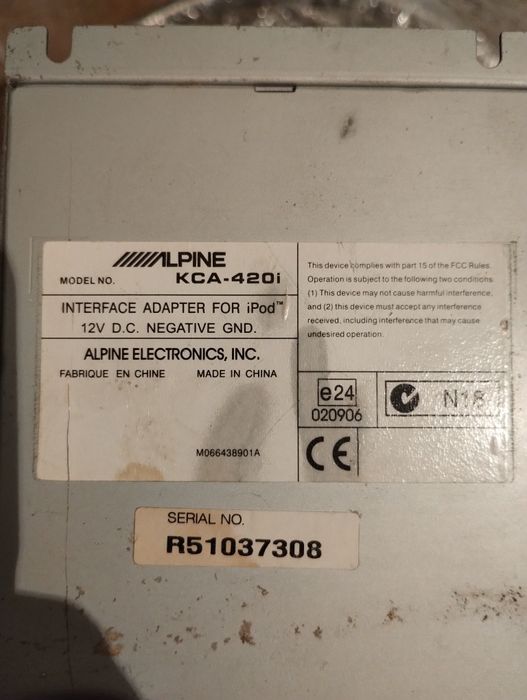 ALPINE
MODEL NO. KCA-420i
INTERFACE ADAPTER FOR iPod™
12V D.C. NEGATIVE GND.
ALPINE ELECTRONICS, INC.
FABRIQUE EN CHINE MADE IN CHINA
M066438901A
This device complies with part 15 of the FCC Rules.
Operation is subject to the following two conditions:
(1) This device may not cause harmful interference,
and (2) this device must accept any interference
received, including interference that may cause
undesired operation.
e24
020906
N18
CE
SERIAL NO.
R51037308